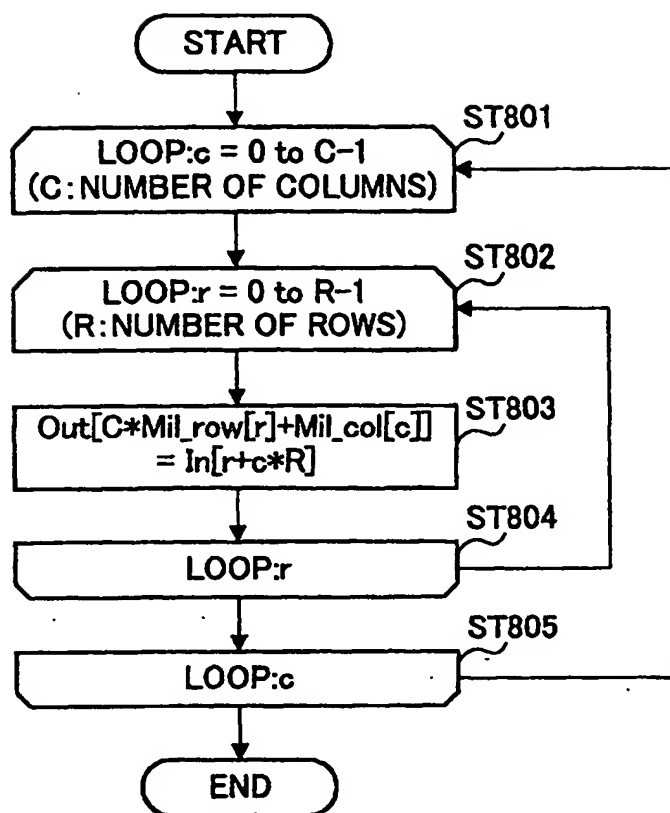 START
ST801
LOOP:c = 0 to C-1
(C:NUMBER OF COLUMNS)
ST802
LOOP:r = 0 to R-1
(R:NUMBER OF ROWS)
ST803
Out[C*Mil_row[r]+Mil_col[c]]
= In[r+c*R]
ST804
LOOP:r
ST805
LOOP:c
END